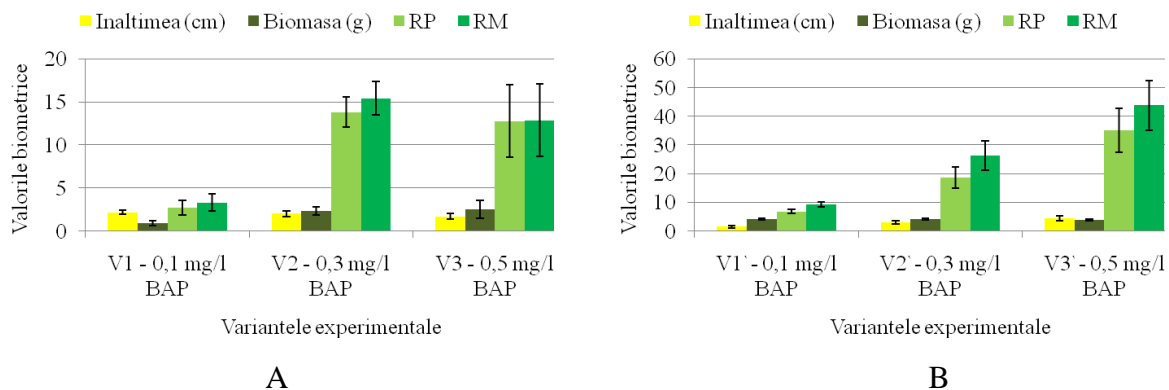 Inaltimea (cm) Biomasa (g) RP RM
Valorile biometrice
20
15
10
5
0
V1 - 0,1 mg/l BAP
V2 - 0,3 mg/l BAP
V3 - 0,5 mg/l BAP
Variantele experimentale
A
Inaltimea (cm) Biomasa (g) RP RM
Valorile biometrice
60
50
40
30
20
10
0
V1` - 0,1 mg/l BAP
V2` - 0,3 mg/l BAP
V3` - 0,5 mg/l BAP
Variantele experimentale
B